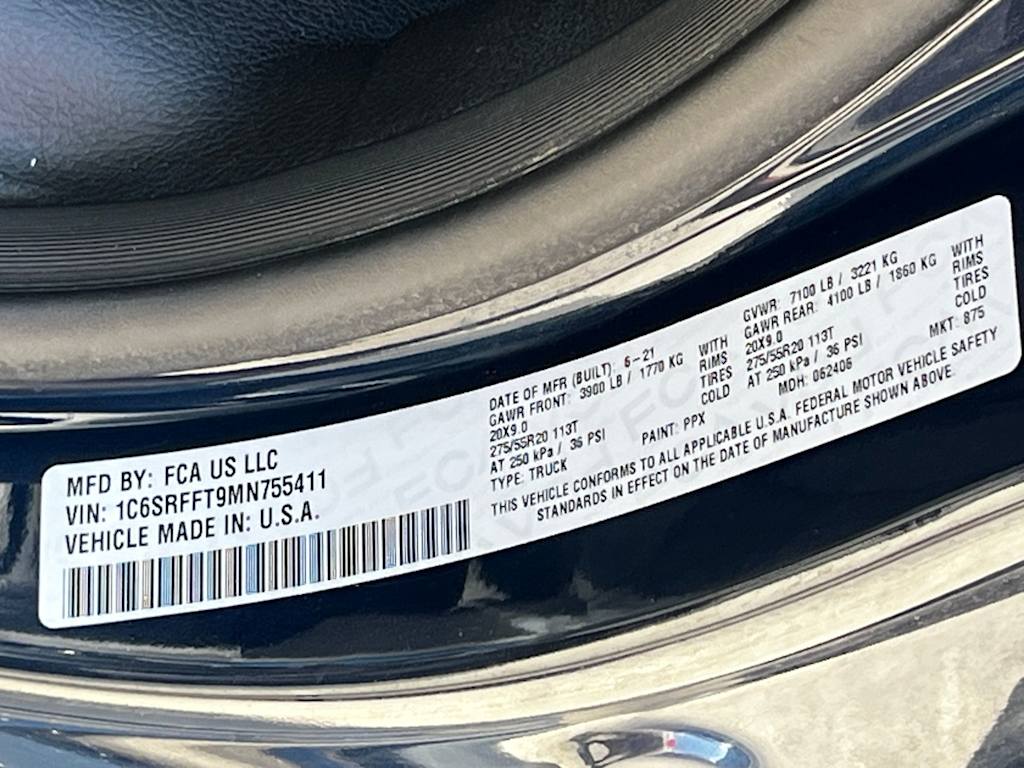 MFD BY: FCA US LLC
VIN: 1C6SRFFT9MN755411
VEHICLE MADE IN: U.S.A.
DATE OF MFR (BUILT): 6-21
GAWR FRONT: 3900 LB / 1770 KG WITH
20X9.0 RIMS
275/55R20 113T TIRES
AT 250 kPa / 36 PSI COLD
TYPE: TRUCK PAINT: PPX
GVWR: 7100 LB / 3221 KG
GAWR REAR: 4100 LB / 1860 KG WITH
20X9.0 RIMS
275/55R20 113T TIRES
AT 250 kPa / 36 PSI COLD
MDH: 062406 MKT: 875
THIS VEHICLE CONFORMS TO ALL APPLICABLE U.S.A. FEDERAL MOTOR VEHICLE SAFETY
STANDARDS IN EFFECT ON THE DATE OF MANUFACTURE SHOWN ABOVE.